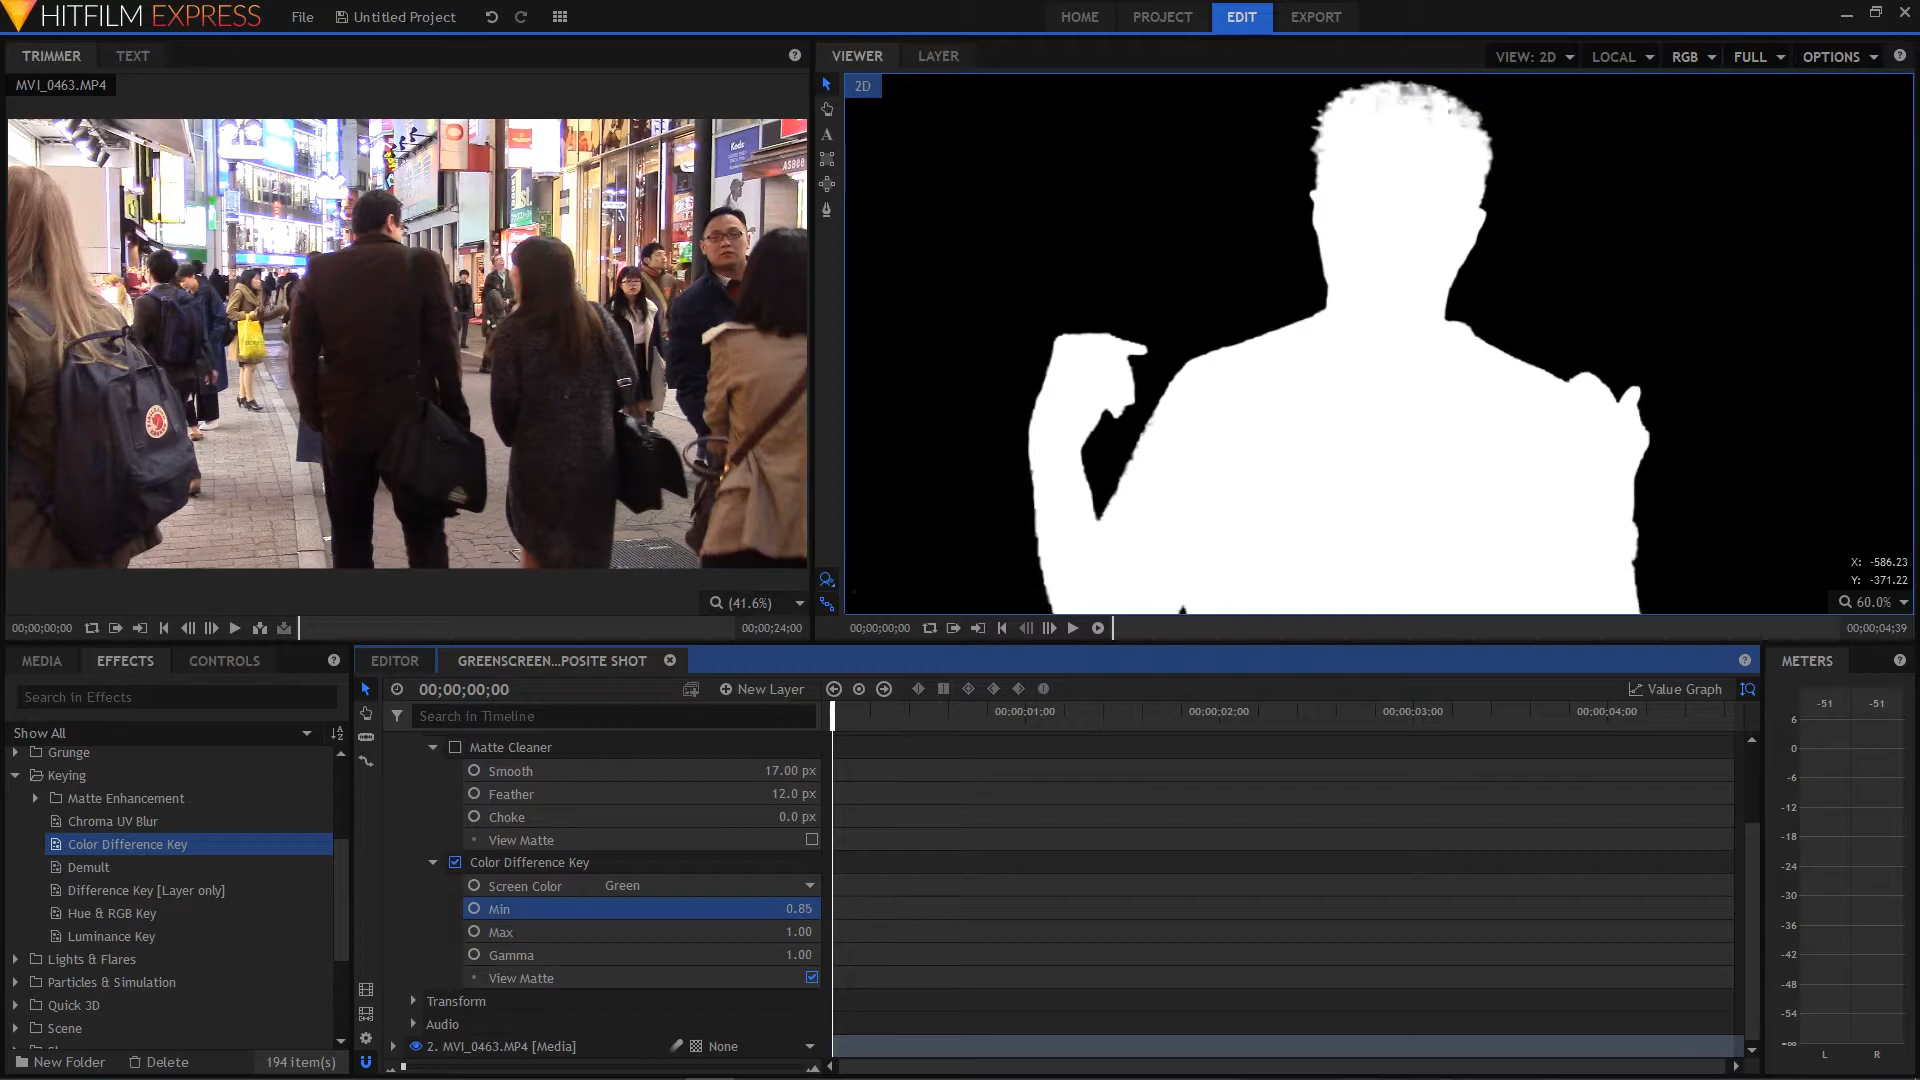 HITFILM EXPRESS
File
Untitled Project
HOME
PROJECT
EDIT
EXPORT
TRIMMER
TEXT
MVI_0463.MP4
Keds
(41.6%)
00;00;00;00
00;00;24;00
VIEWER
LAYER
VIEW: 2D
LOCAL
RGB
FULL
OPTIONS
2D
A
X: -586.23
Y: -371.22
60.0%
00;00;00;00
00;00;04;39
MEDIA
EFFECTS
CONTROLS
Search in Effects
Show All
Grunge
Keying
Matte Enhancement
Chroma UV Blur
Color Difference Key
Demult
Difference Key [Layer only]
Hue & RGB Key
Luminance Key
Lights & Flares
Particles & Simulation
Quick 3D
Scene
New Folder
Delete
194 item(s)
EDITOR
GREENSCREEN...POSITE SHOT
00;00;00;00
New Layer
Value Graph
Search in Timeline
00;00;01;00
00;00;02;00
00;00;03;00
00;00;04;00
Matte Cleaner
Smooth 17.00 px
Feather 12.0 px
Choke 0.0 px
View Matte
Color Difference Key
Screen Color Green
Min 0.85
Max 1.00
Gamma 1.00
View Matte
Transform
Audio
2. MVI_0463.MP4 [Media]
None
METERS
-51 -51
6
0
-6
-12
-18
-24
-30
-36
-42
-48
-54
-∞
L R